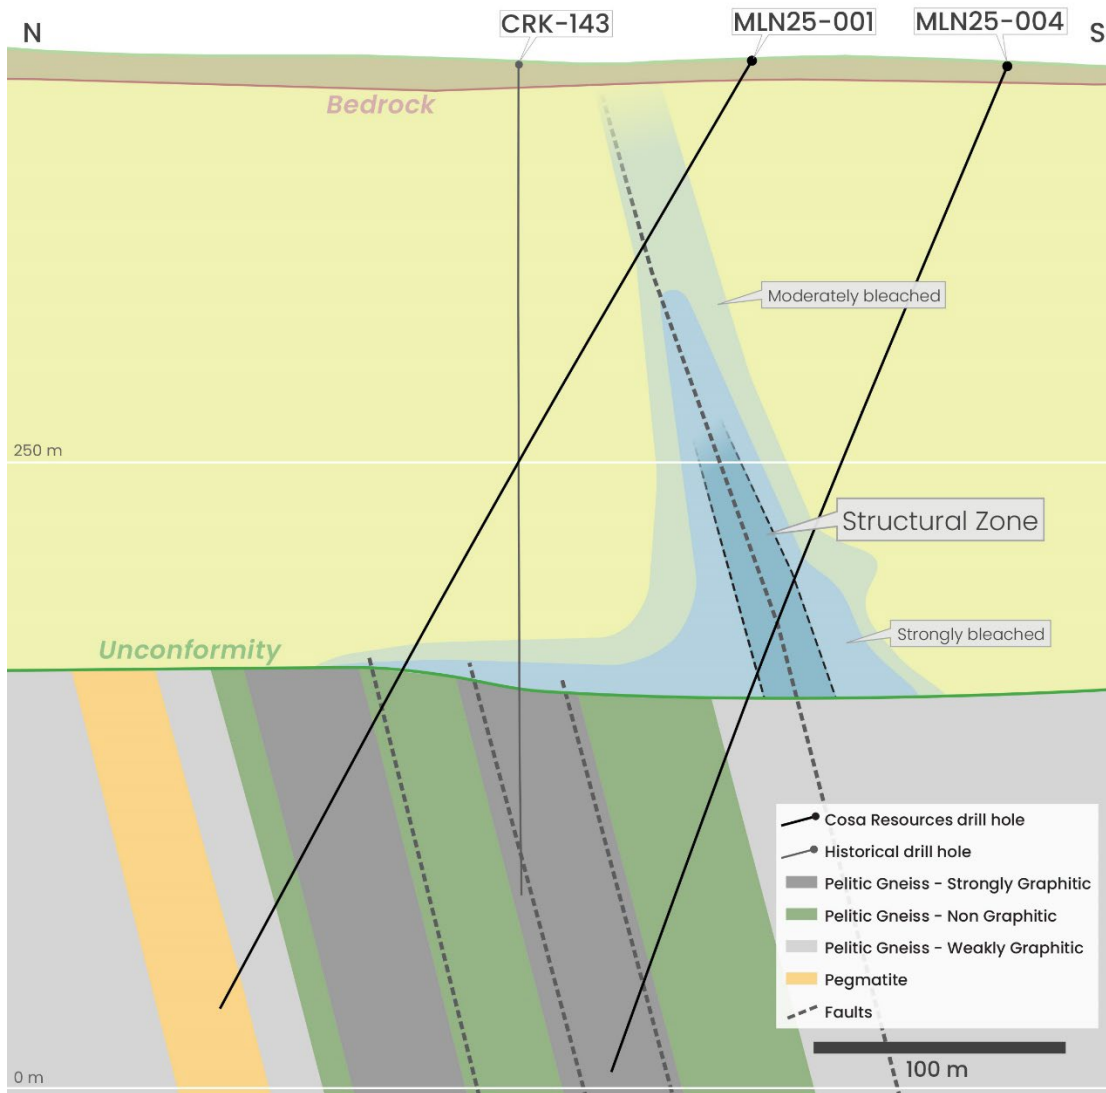 N
CRK-143
MLN25-001
MLN25-004
S
Bedrock
Moderately bleached
250 m
Structural Zone
Strongly bleached
Unconformity
Cosa Resources drill hole
Historical drill hole
Pelitic Gneiss - Strongly Graphitic
Pelitic Gneiss - Non Graphitic
Pelitic Gneiss - Weakly Graphitic
Pegmatite
Faults
100 m
0 m